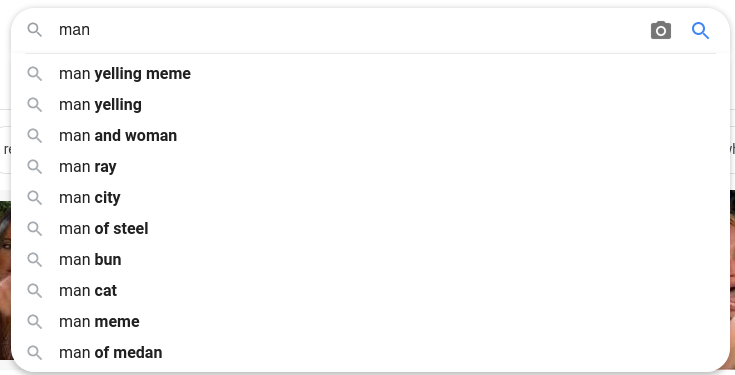 man
man yelling meme
man yelling
man and woman
man ray
man city
man of steel
man bun
man cat
man meme
man of medan